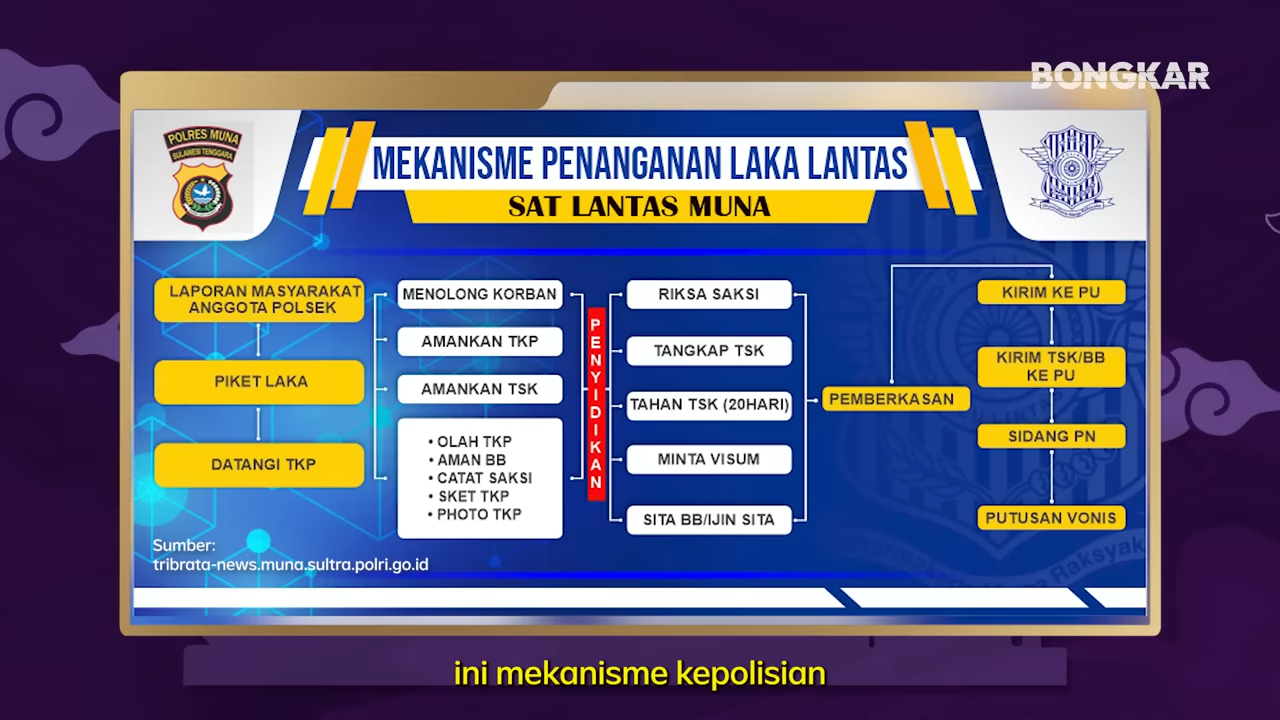 BONGKAR
POLRES MUNA
SULAWESI TENGGARA
MEKANISME PENANGANAN LAKA LANTAS
SAT LANTAS MUNA
LAPORAN MASYARAKAT
ANGGOTA POLSEK
PIKET LAKA
DATANGI TKP
MENOLONG KORBAN
AMANKAN TKP
AMANKAN TSK
• OLAH TKP
• AMAN BB
• CATAT SAKSI
• SKET TKP
• PHOTO TKP
PENYIDIKAN
RIKSA SAKSI
TANGKAP TSK
TAHAN TSK (20HARI)
MINTA VISUM
SITA BB/IJIN SITA
PEMBERKASAN
KIRIM KE PU
KIRIM TSK/BB
KE PU
SIDANG PN
PUTUSAN VONIS
Sumber:
tribrata-news.muna.sultra.polri.go.id
ini mekanisme kepolisian